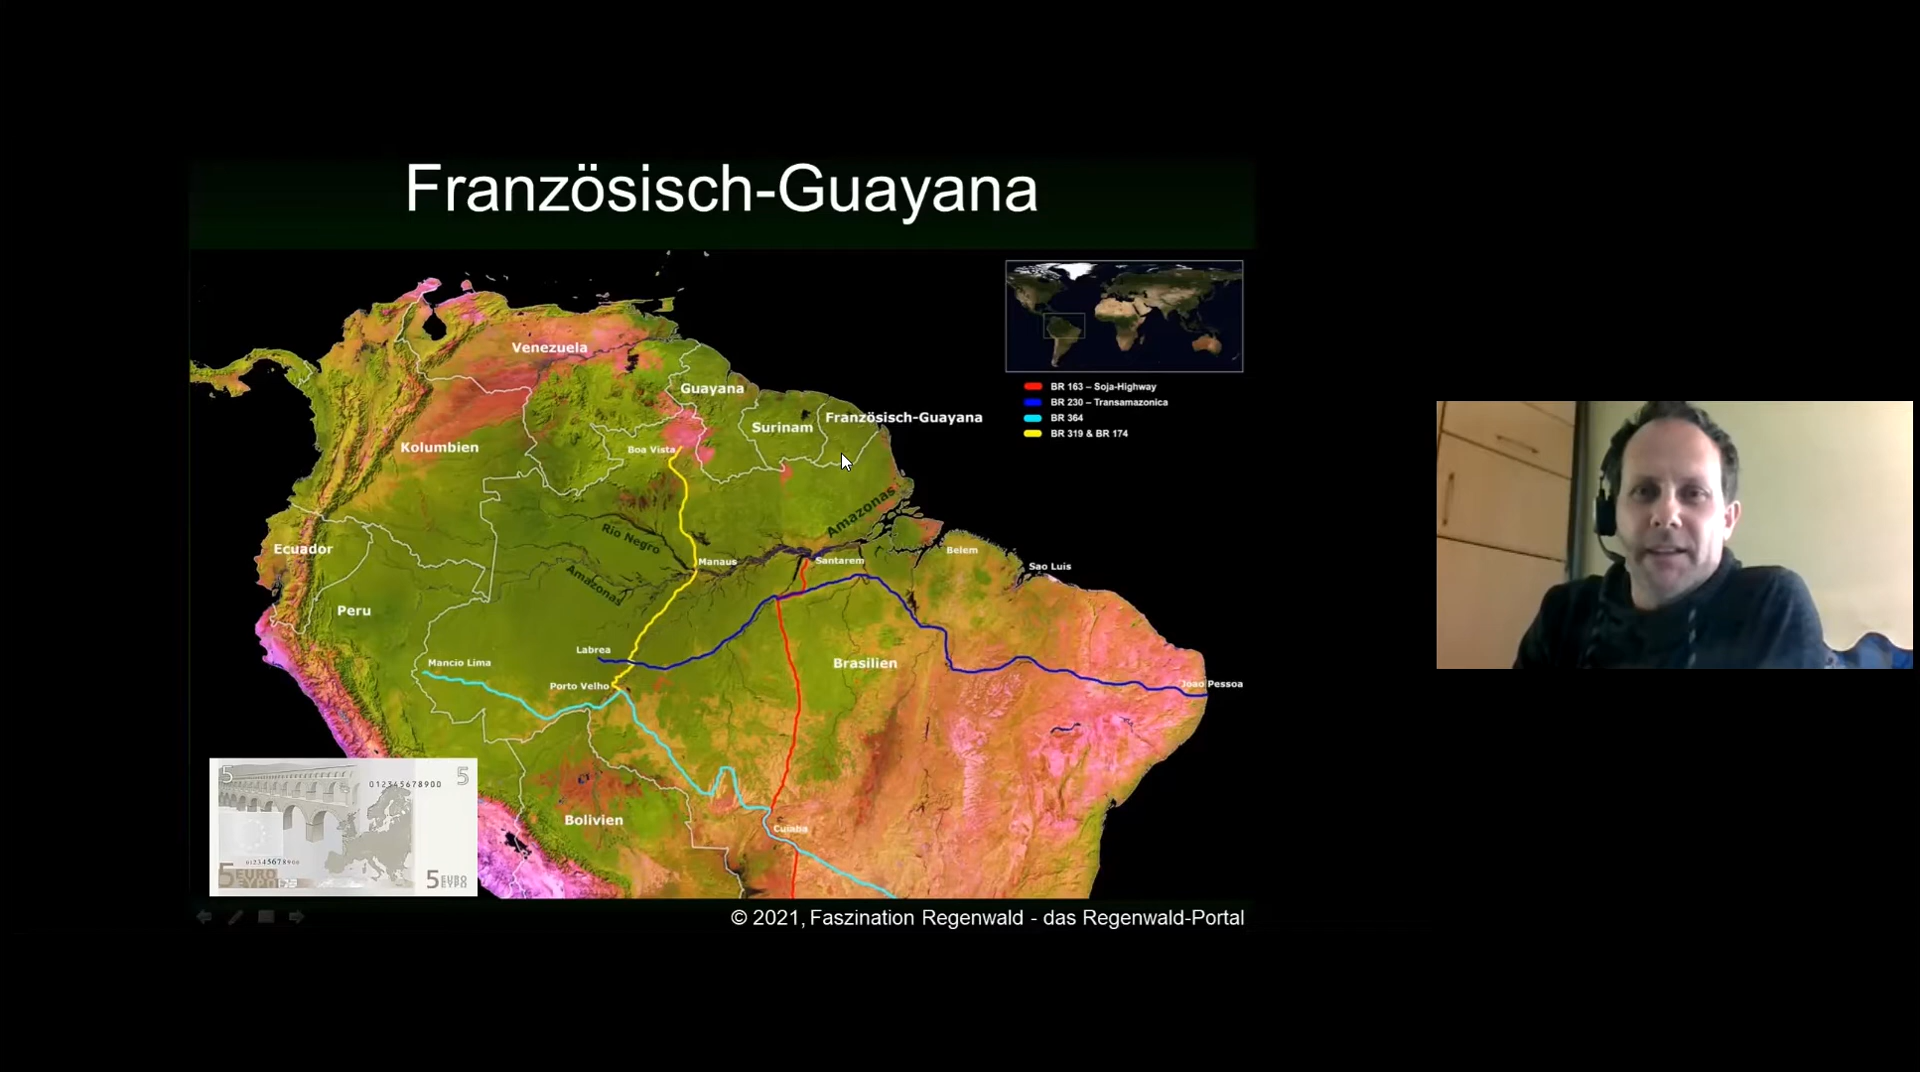 Französisch-Guayana
Venezuela
Guayana
Surinam
Französisch-Guayana
Kolumbien
Boa Vista
Amazonas
Rio Negro
Ecuador
Manaus
Santarem
Belem
Sao Luis
Amazonas
Peru
Labrea
Mancio Lima
Brasilien
Porto Velho
Joao Pessoa
Bolivien
Cuiaba
BR 163 – Soja-Highway
BR 230 – Transamazonica
BR 364
BR 319 & BR 174
5
012345678900
5
012345678900
5 EURO
EYPO
5 EURO
EYPO
© 2021, Faszination Regenwald - das Regenwald-Portal